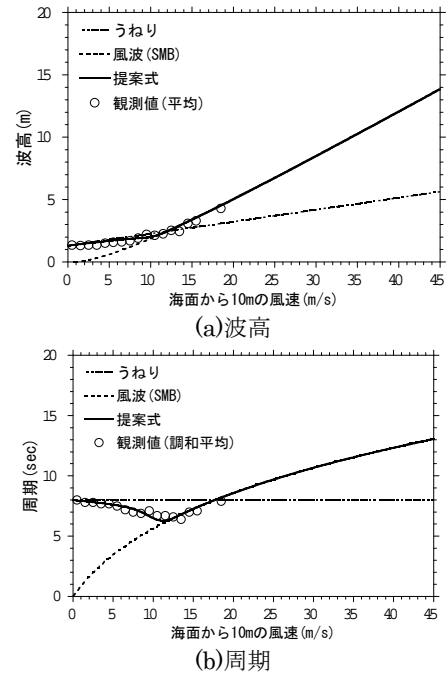 20
15
10
5
0
波高(m)
うねり
風波(SMB)
提案式
観測値(平均)
0 5 10 15 20 25 30 35 40 45
海面から10mの風速(m/s)
(a)波高
20
15
10
5
0
周期(sec)
うねり
風波(SMB)
提案式
観測値(調和平均)
0 5 10 15 20 25 30 35 40 45
海面から10mの風速(m/s)
(b)周期